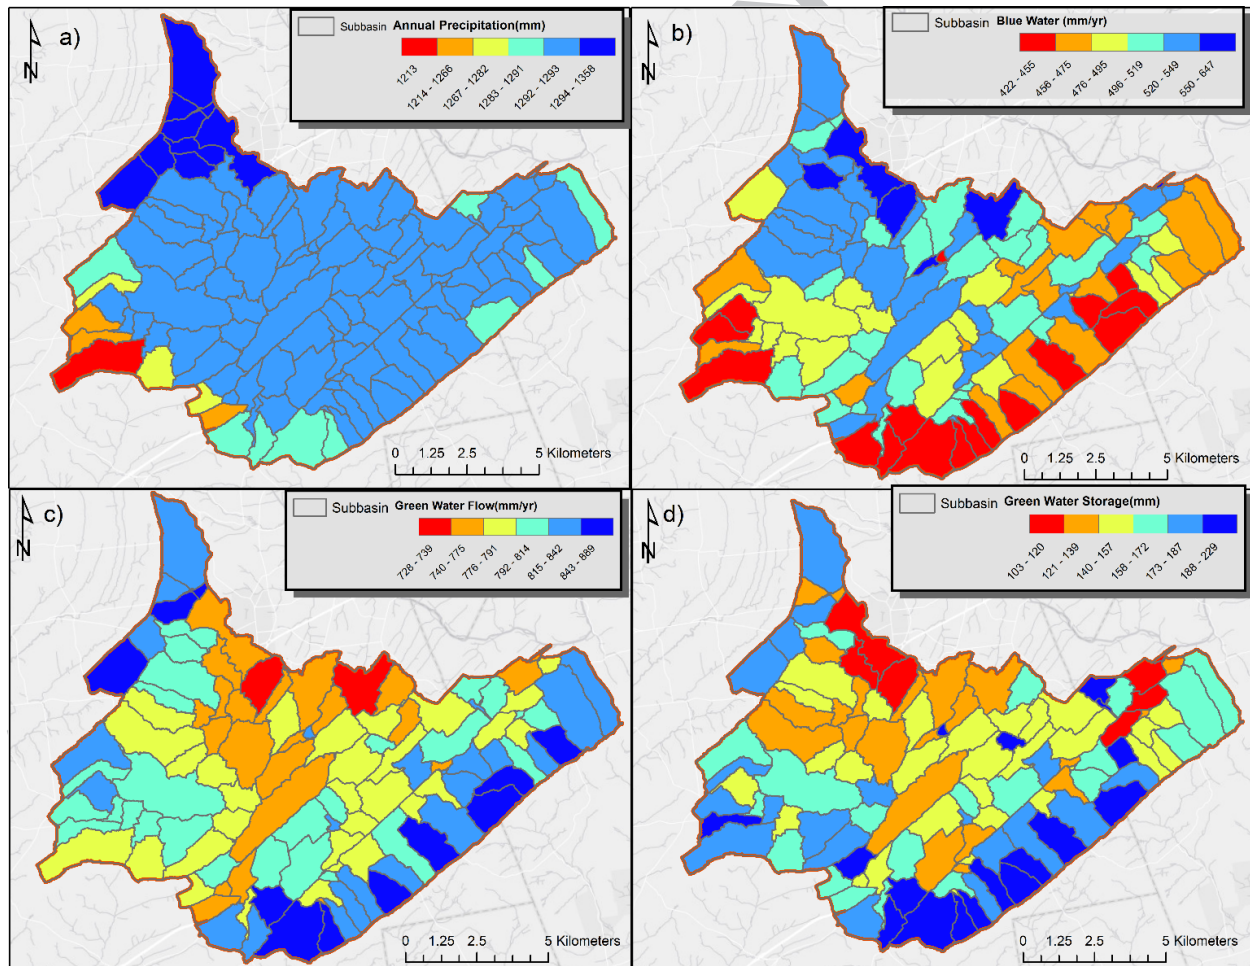 a)
N
Subbasin Annual Precipitation(mm)
1213
1214 - 1266
1267 - 1282
1283 - 1291
1292 - 1293
1294 - 1358
0 1.25 2.5 5 Kilometers
b)
N
Subbasin Blue Water (mm/yr)
422 - 455
456 - 475
476 - 495
496 - 519
520 - 549
550 - 647
0 1.25 2.5 5 Kilometers
c)
N
Subbasin Green Water Flow(mm/yr)
728 - 739
740 - 775
776 - 791
792 - 814
815 - 842
843 - 889
0 1.25 2.5 5 Kilometers
d)
N
Subbasin Green Water Storage(mm)
103 - 120
121 - 139
140 - 157
158 - 172
173 - 187
188 - 229
0 1.25 2.5 5 Kilometers